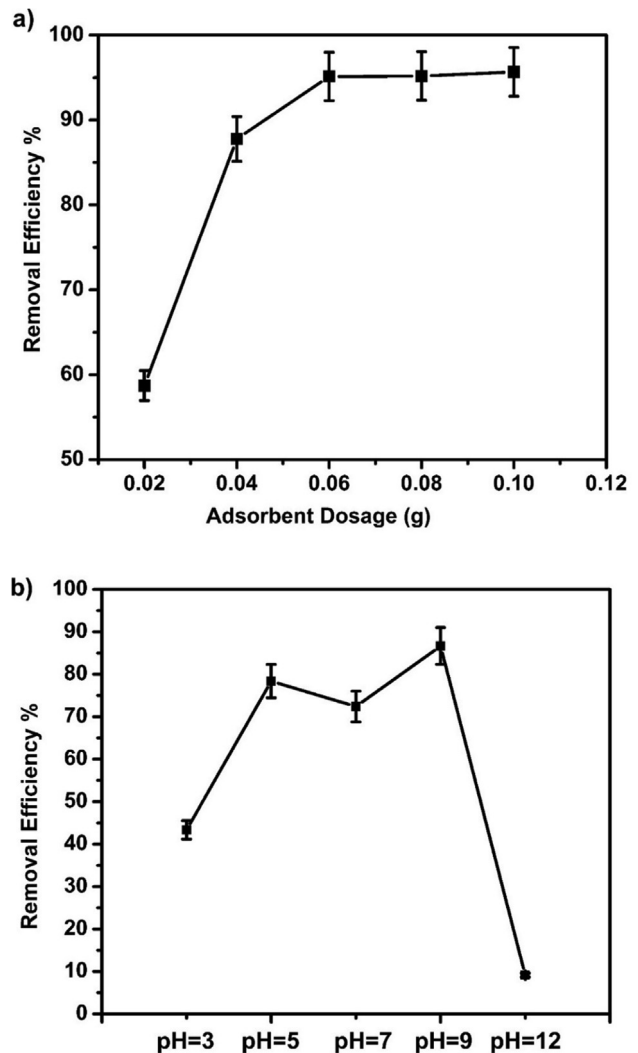 a)
100
90
80
70
60
50
Removal Efficiency %
0.02 0.04 0.06 0.08 0.10 0.12
Adsorbent Dosage (g)
b)
100
90
80
70
60
50
40
30
20
10
0
Removal Efficiency %
pH=3 pH=5 pH=7 pH=9 pH=12